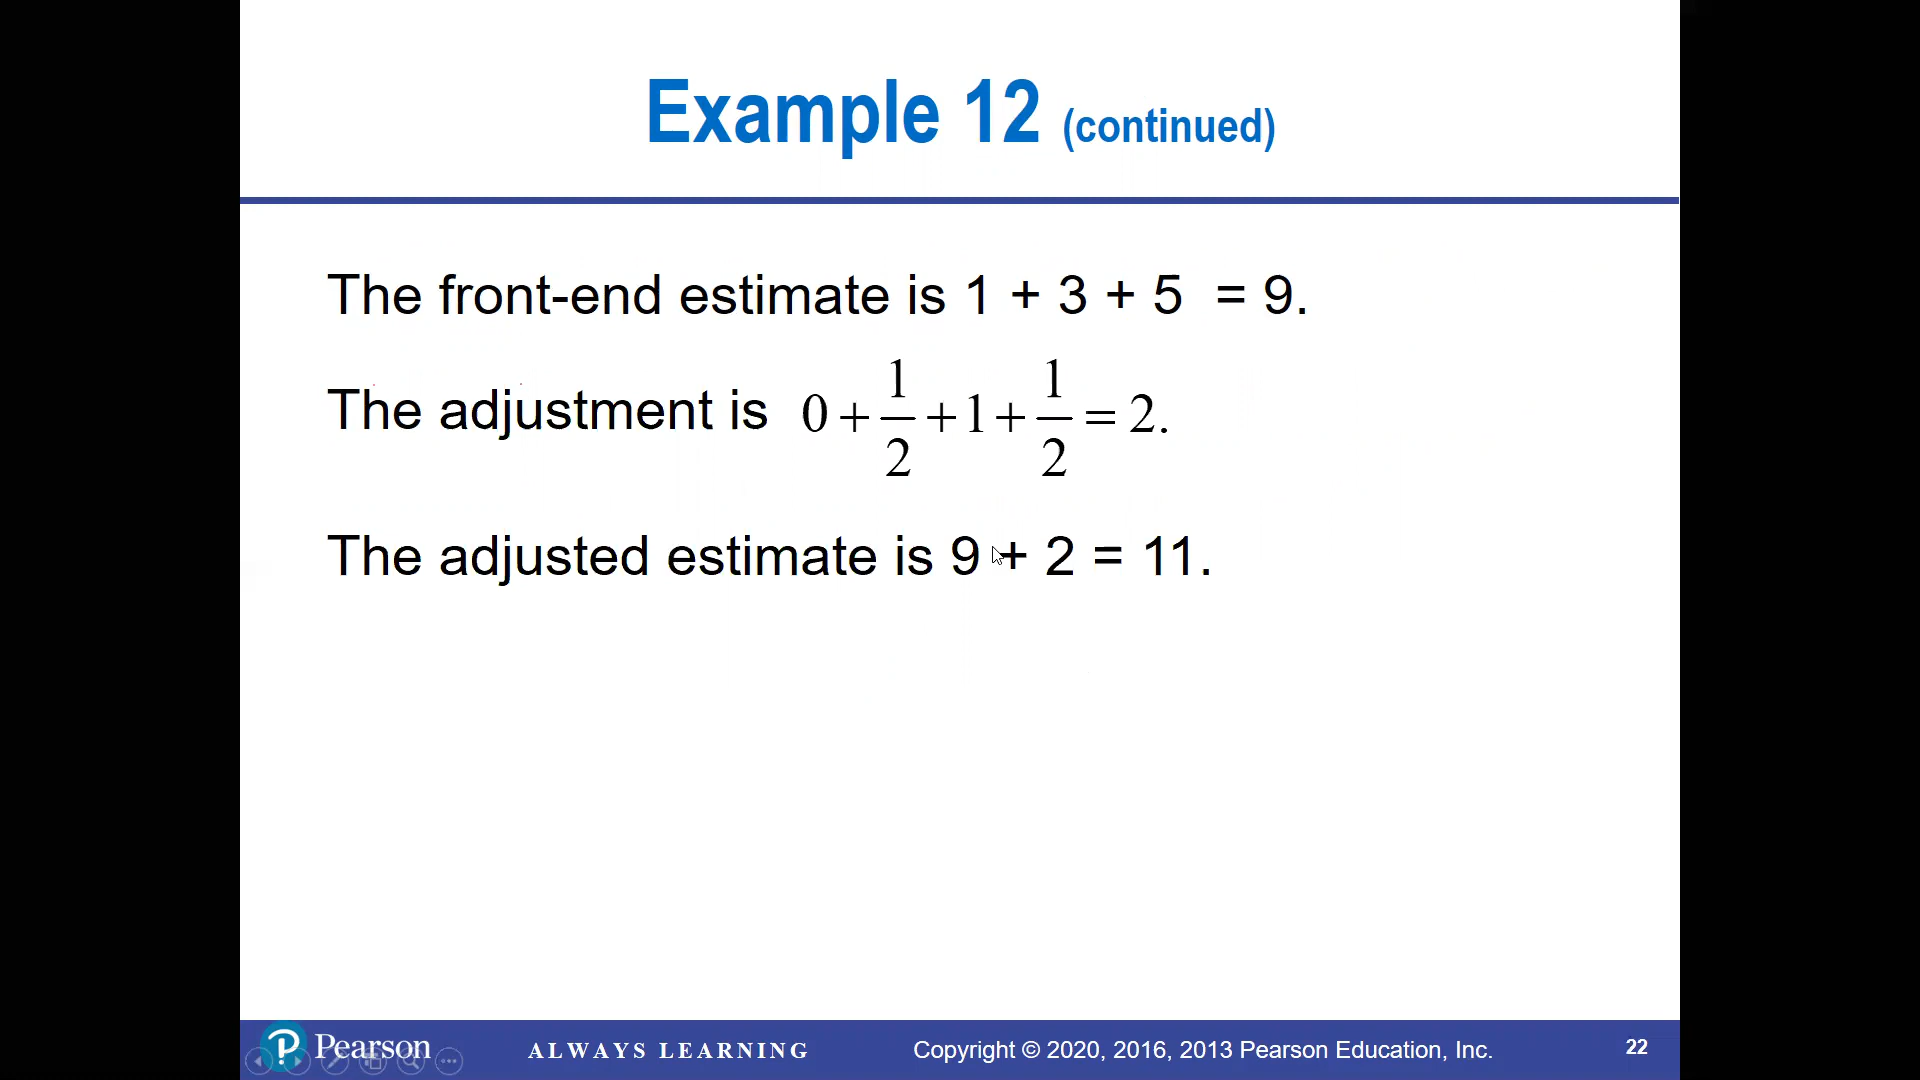 Example 12 (continued)
The front-end estimate is 1 + 3 + 5 = 9.
The adjustment is 0 + 1/2 + 1 + 1/2 = 2.
The adjusted estimate is 9 + 2 = 11.
Pearson ALWAYS LEARNING Copyright © 2020, 2016, 2013 Pearson Education, Inc. 22